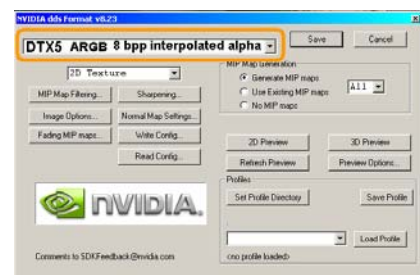 NVIDIA dds Format v8.23
DTX5 ARGB 8 bpp interpolated alpha
Save
Cancel
2D Texture
MIP Map Generation
Generate MIP maps
Use Existing MIP maps
No MIP maps
All
MIP Map Filtering...
Sharpening...
Image Options...
Normal Map Settings...
Fading MIP maps...
Write Config...
Read Config...
2D Preview
3D Preview
Refresh Preview
Preview Options...
Profiles
Set Profile Directory
Save Profile
Load Profile
<no profile loaded>
NVIDIA.
Comments to SDKFeedback@nvidia.com